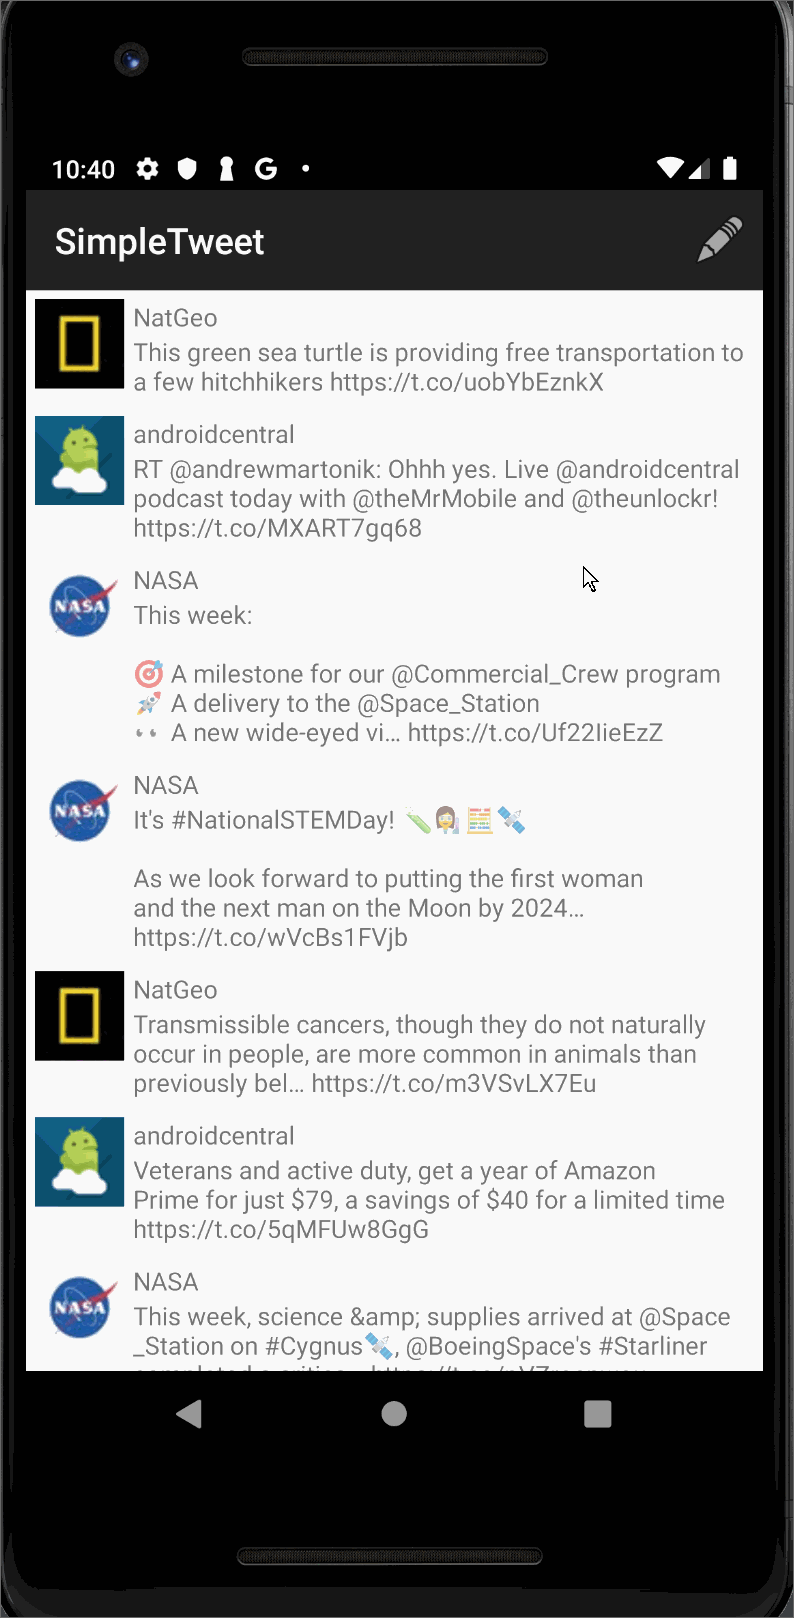 10:40
SimpleTweet
NatGeo
This green sea turtle is providing free transportation to
a few hitchhikers https://t.co/uobYbEznkX
androidcentral
RT @andrewmartonik: Ohhh yes. Live @androidcentral
podcast today with @theMrMobile and @theunlockr!
https://t.co/MXART7gq68
NASA
NASA
This week:
🎯 A milestone for our @Commercial_Crew program
🚀 A delivery to the @Space_Station
👀 A new wide-eyed vi… https://t.co/Uf22IieEzZ
NASA
NASA
It's #NationalSTEMDay! 🧪👩‍🔬🧮🛰
As we look forward to putting the first woman
and the next man on the Moon by 2024…
https://t.co/wVcBs1FVjb
NatGeo
Transmissible cancers, though they do not naturally
occur in people, are more common in animals than
previously bel… https://t.co/m3VSvLX7Eu
androidcentral
Veterans and active duty, get a year of Amazon
Prime for just $79, a savings of $40 for a limited time
https://t.co/5qMFUw8GgG
NASA
NASA
This week, science &amp; supplies arrived at @Space
_Station on #Cygnus🛰, @BoeingSpace's #Starliner